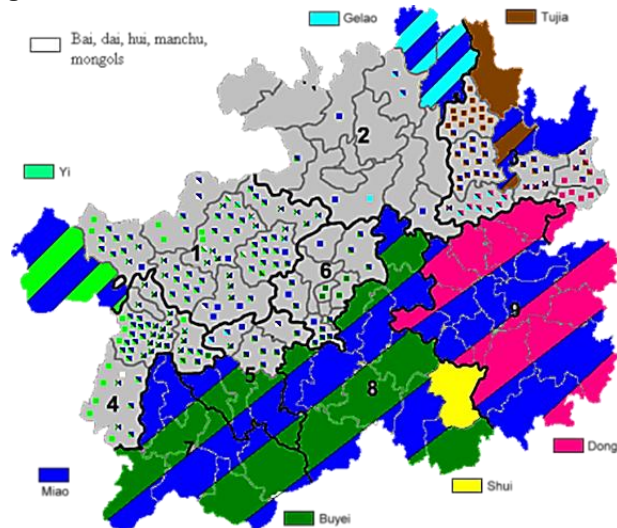 Gelao
Tujia
Bai, dai, hui, manchu,
mongols
Yi
2
1
6
9
5
4
8
7
Miao
Buyei
Shui
Dong